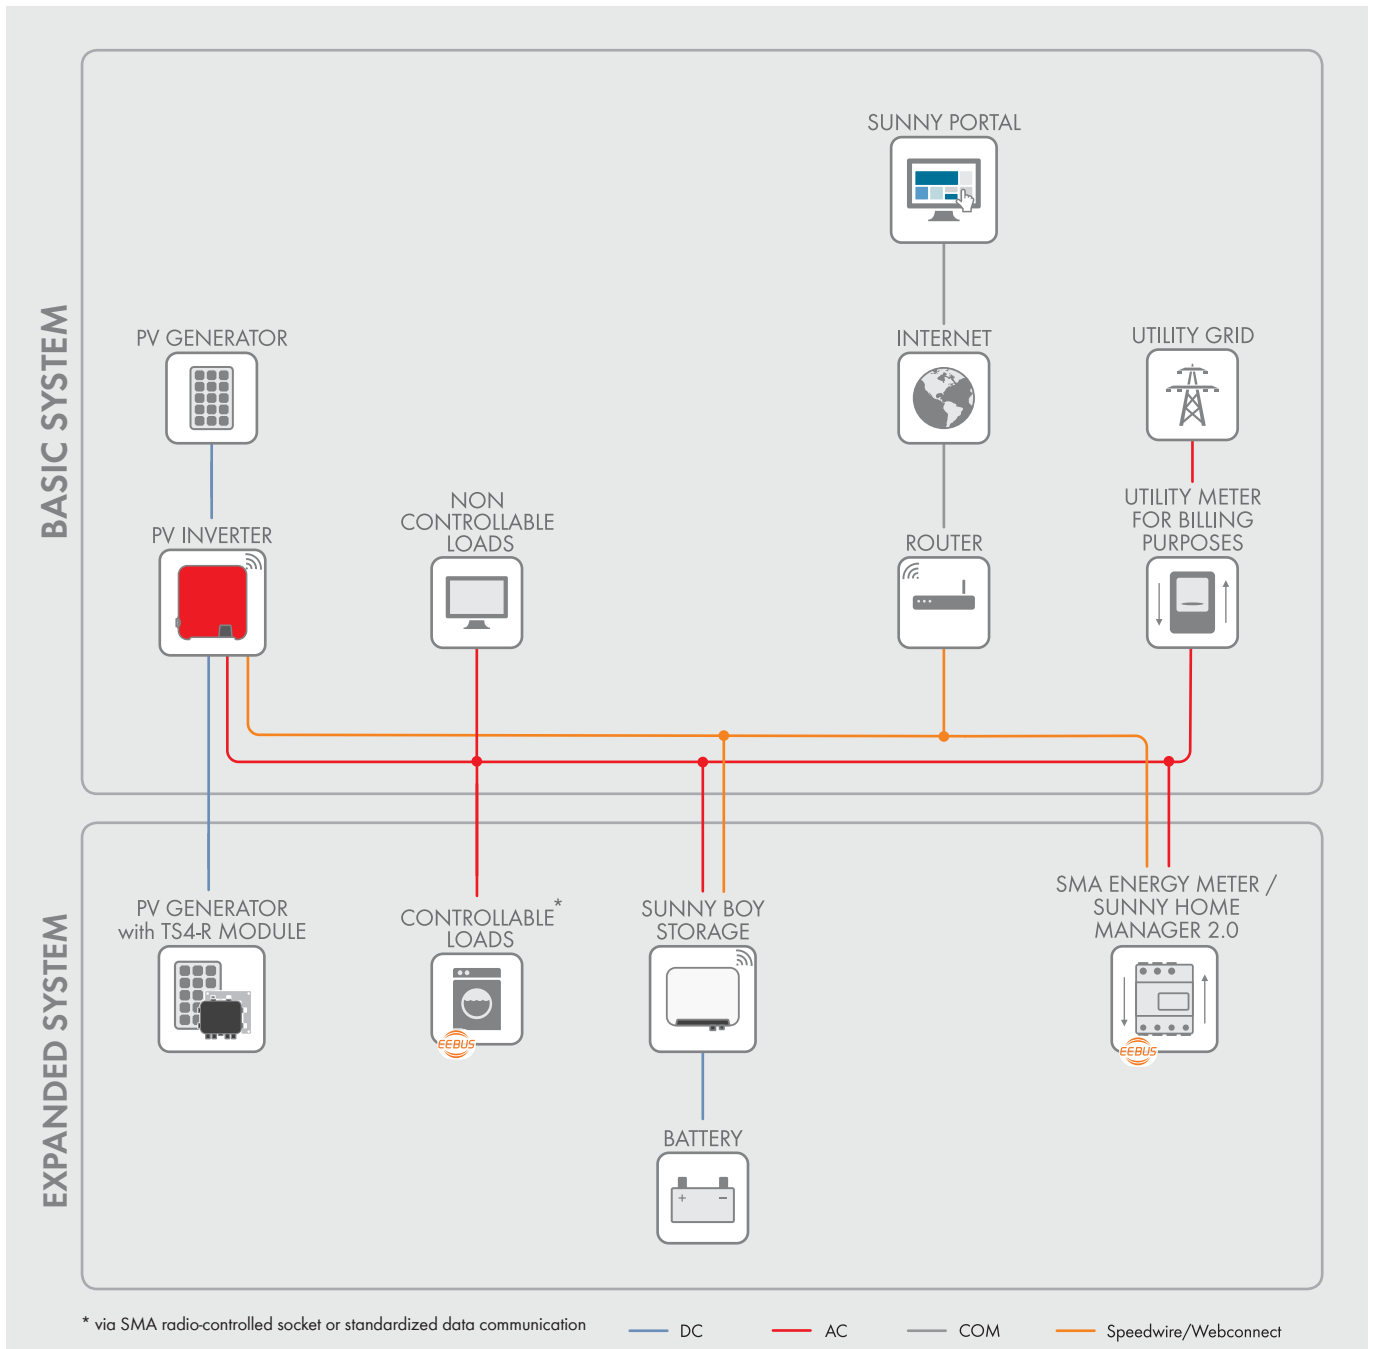 BASIC SYSTEM
SUNNY PORTAL
PV GENERATOR
INTERNET
UTILITY GRID
PV INVERTER
NON
CONTROLLABLE
LOADS
ROUTER
UTILITY METER
FOR BILLING
PURPOSES
EXPANDED SYSTEM
PV GENERATOR
with TS4-R MODULE
CONTROLLABLE*
LOADS
EEBUS
SUNNY BOY
STORAGE
SMA ENERGY METER /
SUNNY HOME
MANAGER 2.0
EEBUS
BATTERY
+ −
* via SMA radio-controlled socket or standardized data communication
DC
AC
COM
Speedwire/Webconnect